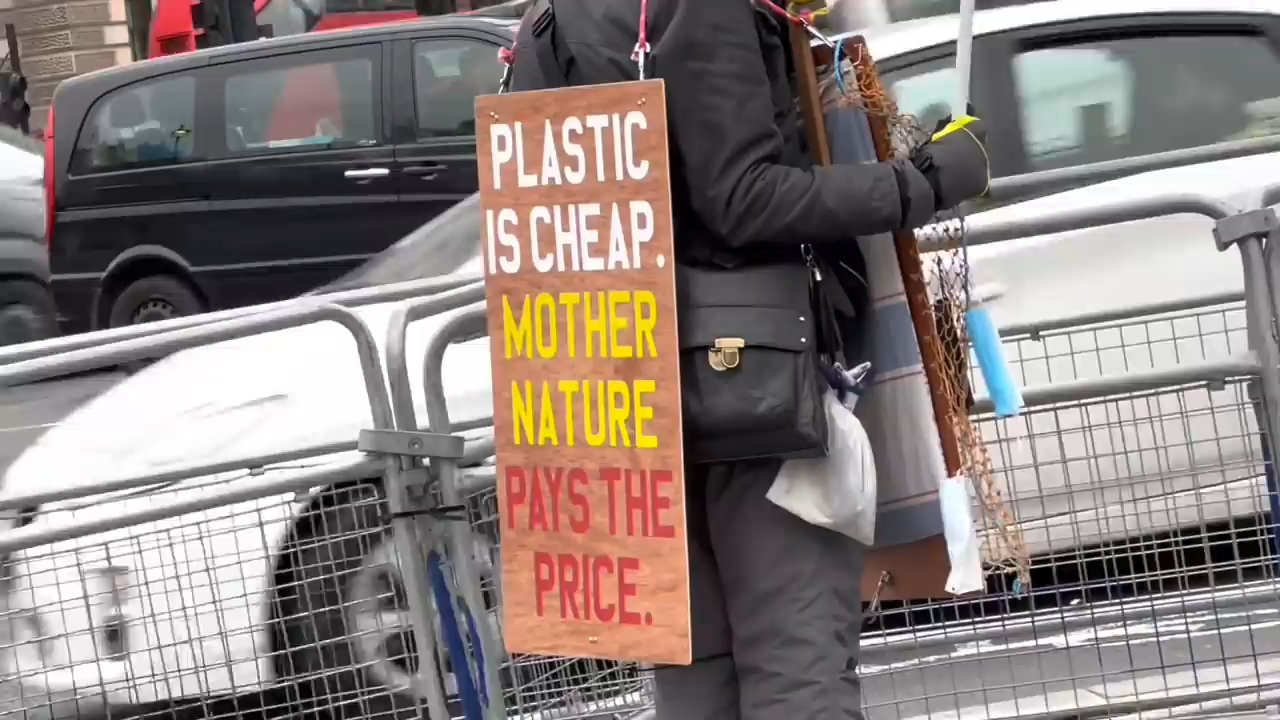 PLASTIC
IS CHEAP.
MOTHER
NATURE
PAYS THE
PRICE.